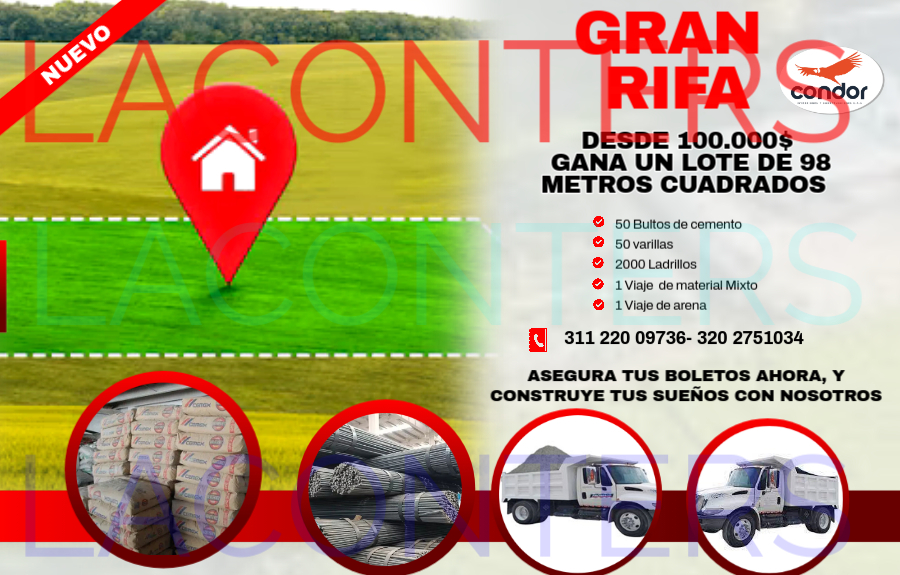 NUEVO
GRAN
RIFA
LACONTERS
condor
DESDE 100.000$
GANA UN LOTE DE 98
METROS CUADRADOS
50 Bultos de cemento
50 varillas
2000 Ladrillos
1 Viaje de material Mixto
1 Viaje de arena
LACONTERS
311 220 09736- 320 2751034
ASEGURA TUS BOLETOS AHORA, Y
CONSTRUYE TUS SUEÑOS CON NOSOTROS
LACONTERS